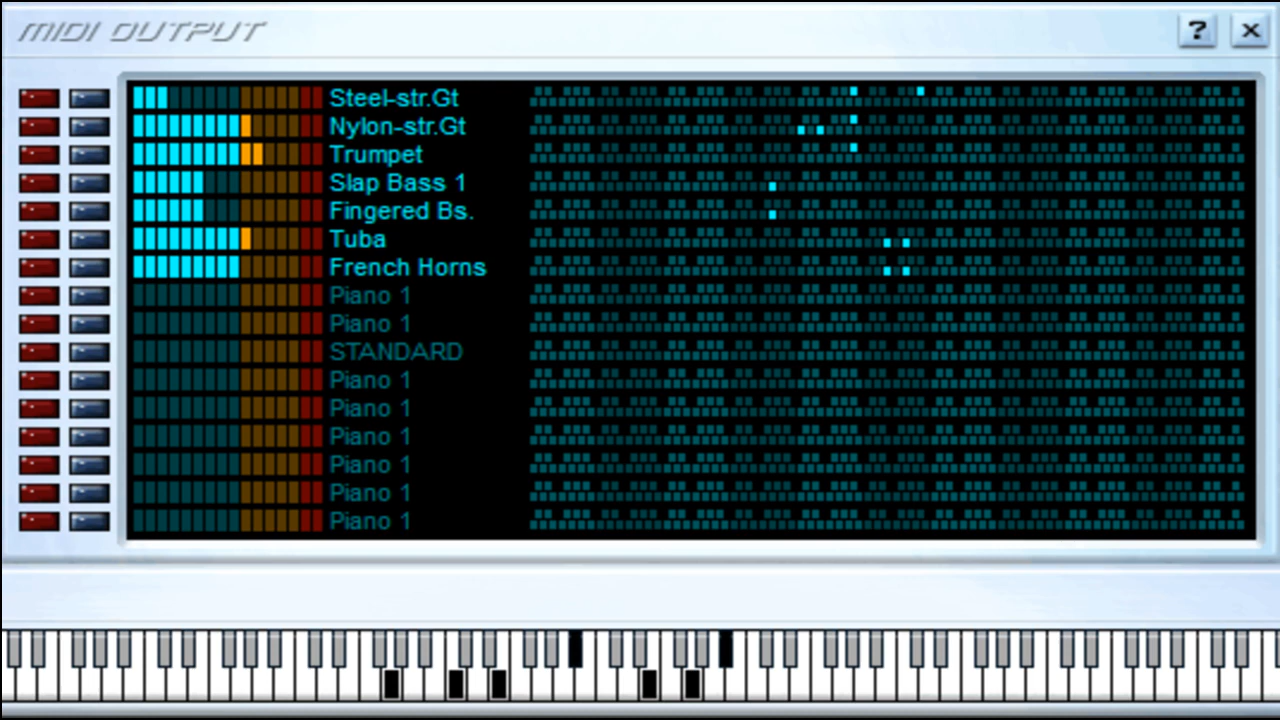 MIDI OUTPUT
? ×
Steel-str.Gt
Nylon-str.Gt
Trumpet
Slap Bass 1
Fingered Bs.
Tuba
French Horns
Piano 1
Piano 1
STANDARD
Piano 1
Piano 1
Piano 1
Piano 1
Piano 1
Piano 1